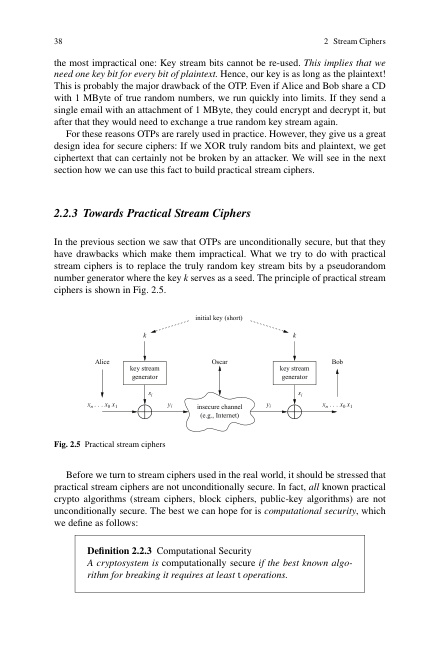 38 2 Stream Ciphers
the most impractical one: Key stream bits cannot be re-used. This implies that we
need one key bit for every bit of plaintext. Hence, our key is as long as the plaintext!
This is probably the major drawback of the OTP. Even if Alice and Bob share a CD
with 1 MByte of true random numbers, we run quickly into limits. If they send a
single email with an attachment of 1 MByte, they could encrypt and decrypt it, but
after that they would need to exchange a true random key stream again.
For these reasons OTPs are rarely used in practice. However, they give us a great
design idea for secure ciphers: If we XOR truly random bits and plaintext, we get
ciphertext that can certainly not be broken by an attacker. We will see in the next
section how we can use this fact to build practical stream ciphers.
2.2.3 Towards Practical Stream Ciphers
In the previous section we saw that OTPs are unconditionally secure, but that they
have drawbacks which make them impractical. What we try to do with practical
stream ciphers is to replace the truly random key stream bits by a pseudorandom
number generator where the key k serves as a seed. The principle of practical stream
ciphers is shown in Fig. 2.5.
initial key (short)
k k
Alice Oscar Bob
key stream key stream
generator generator
s_i s_i
x_n . . . x_0 x_1 y_i insecure channel y_i x_n . . . x_0 x_1
(e.g., Internet)
Fig. 2.5 Practical stream ciphers
Before we turn to stream ciphers used in the real world, it should be stressed that
practical stream ciphers are not unconditionally secure. In fact, all known practical
crypto algorithms (stream ciphers, block ciphers, public-key algorithms) are not
unconditionally secure. The best we can hope for is computational security, which
we define as follows:
Definition 2.2.3 Computational Security
A cryptosystem is computationally secure if the best known algo-
rithm for breaking it requires at least t operations.